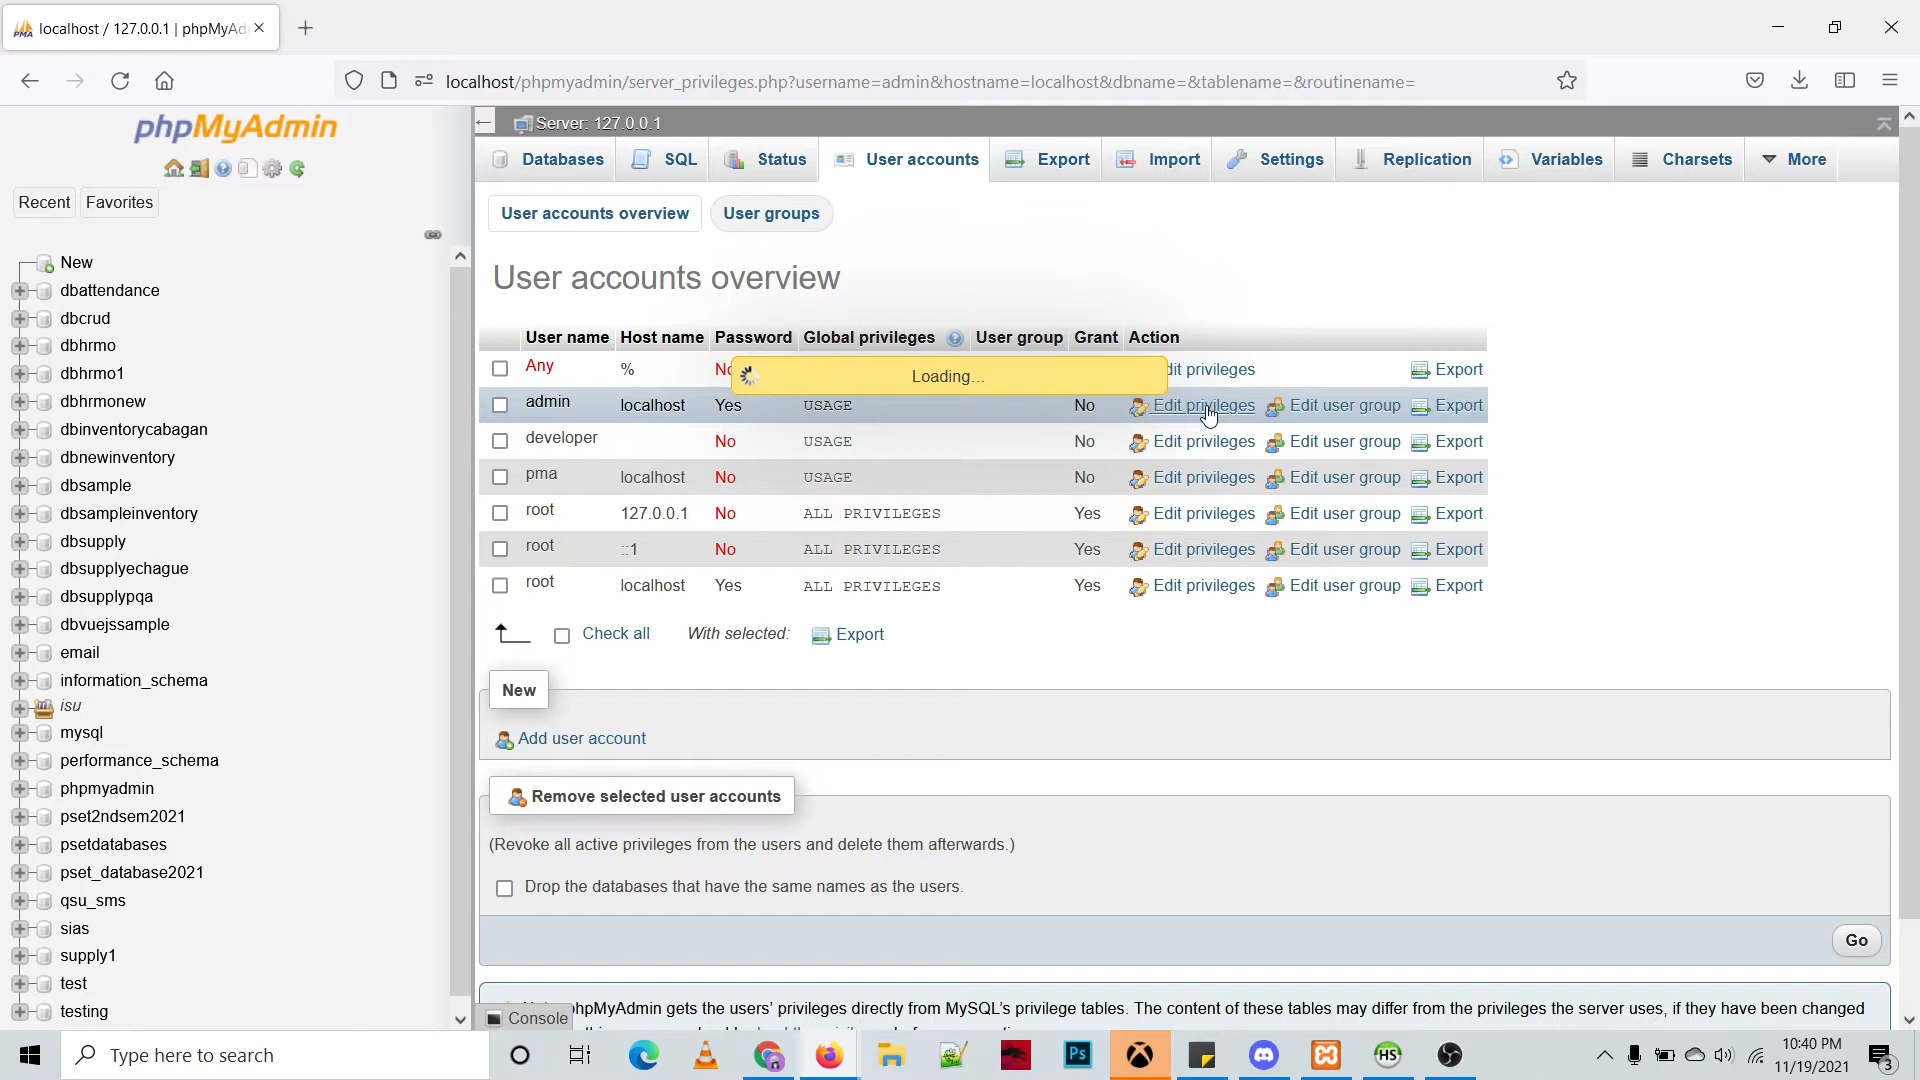 localhost / 127.0.0.1 | phpMyAd
localhost/phpmyadmin/server_privileges.php?username=admin&hostname=localhost&dbname=&tablename=&routinename=
phpMyAdmin
Recent Favorites
New
dbattendance
dbcrud
dbhrmo
dbhrmo1
dbhrmonew
dbinventorycabagan
dbnewinventory
dbsample
dbsampleinventory
dbsupply
dbsupplyechague
dbsupplypqa
dbvuejssample
email
information_schema
isu
mysql
performance_schema
phpmyadmin
pset2ndsem2021
psetdatabases
pset_database2021
qsu_sms
sias
supply1
test
testing
Server: 127.0.0.1
Databases SQL Status User accounts Export Import Settings Replication Variables Charsets More
User accounts overview User groups
User accounts overview
User name Host name Password Global privileges User group Grant Action
Any % No Edit privileges Export
Loading…
admin localhost Yes USAGE No Edit privileges Edit user group Export
developer No USAGE No Edit privileges Edit user group Export
pma localhost No USAGE No Edit privileges Edit user group Export
root 127.0.0.1 No ALL PRIVILEGES Yes Edit privileges Edit user group Export
root ::1 No ALL PRIVILEGES Yes Edit privileges Edit user group Export
root localhost Yes ALL PRIVILEGES Yes Edit privileges Edit user group Export
Check all With selected: Export
New
Add user account
Remove selected user accounts
(Revoke all active privileges from the users and delete them afterwards.)
Drop the databases that have the same names as the users.
Go
phpMyAdmin gets the users' privileges directly from MySQL's privilege tables. The content of these tables may differ from the privileges the server uses, if they have been changed
Console
Type here to search
10:40 PM
11/19/2021
3